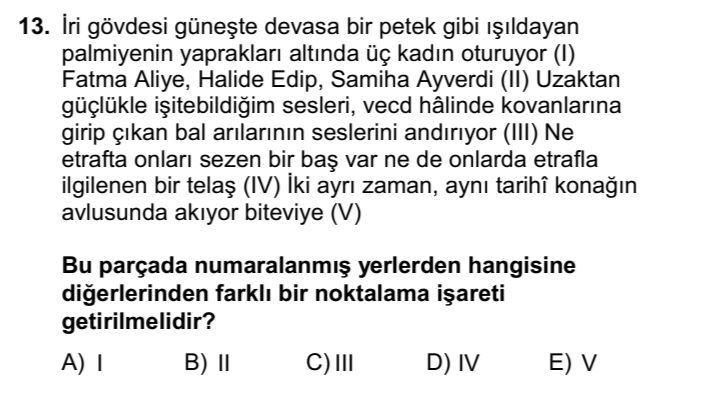 13. İri gövdesi güneşte devasa bir petek gibi ışıldayan
palmiyenin yaprakları altında üç kadın oturuyor (I)
Fatma Aliye, Halide Edip, Samiha Ayverdi (II) Uzaktan
güçlükle işitebildiğim sesleri, vecd hâlinde kovanlarına
girip çıkan bal arılarının seslerini andırıyor (III) Ne
etrafta onları sezen bir baş var ne de onlarda etrafla
ilgilenen bir telaş (IV) İki ayrı zaman, aynı tarihî konağın
avlusunda akıyor biteviye (V)
Bu parçada numaralanmış yerlerden hangisine
diğerlerinden farklı bir noktalama işareti
getirilmelidir?
A) I B) II C) III D) IV E) V